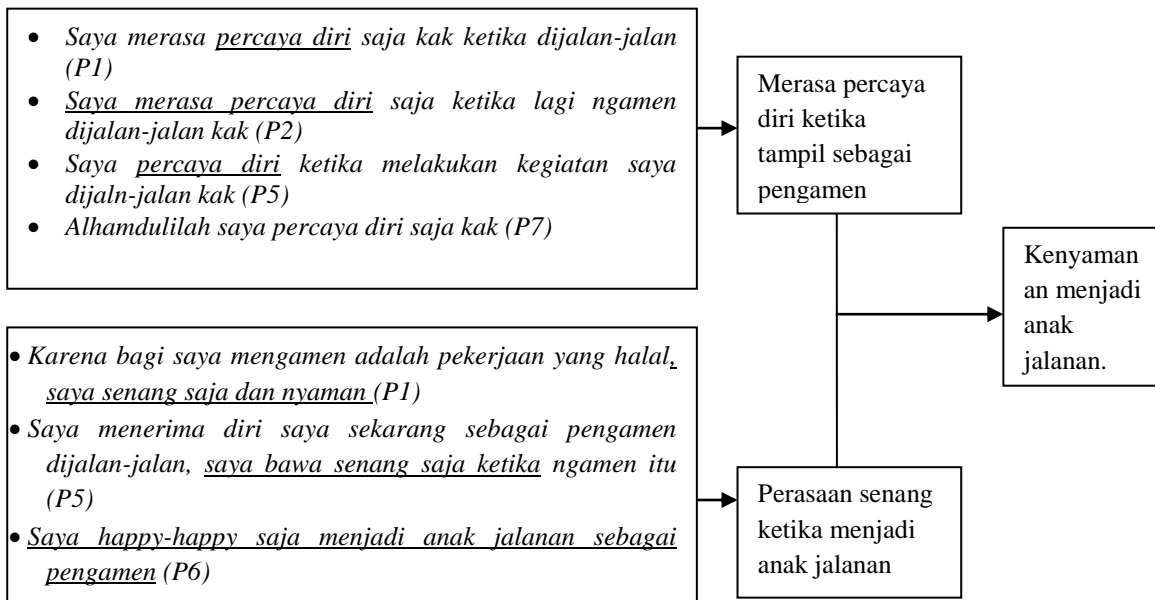 • Saya merasa percaya diri saja kak ketika dijalan-jalan
(P1)
• Saya merasa percaya diri saja ketika lagi ngamen
dijalan-jalan kak (P2)
• Saya percaya diri ketika melakukan kegiatan saya
dijaln-jalan kak (P5)
• Alhamdulilah saya percaya diri saja kak (P7)
Merasa percaya
diri ketika
tampil sebagai
pengamen
Kenyaman
an menjadi
anak
jalanan.
• Karena bagi saya mengamen adalah pekerjaan yang halal,
saya senang saja dan nyaman (P1)
• Saya menerima diri saya sekarang sebagai pengamen
dijalan-jalan, saya bawa senang saja ketika ngamen itu
(P5)
• Saya happy-happy saja menjadi anak jalanan sebagai
pengamen (P6)
Perasaan senang
ketika menjadi
anak jalanan